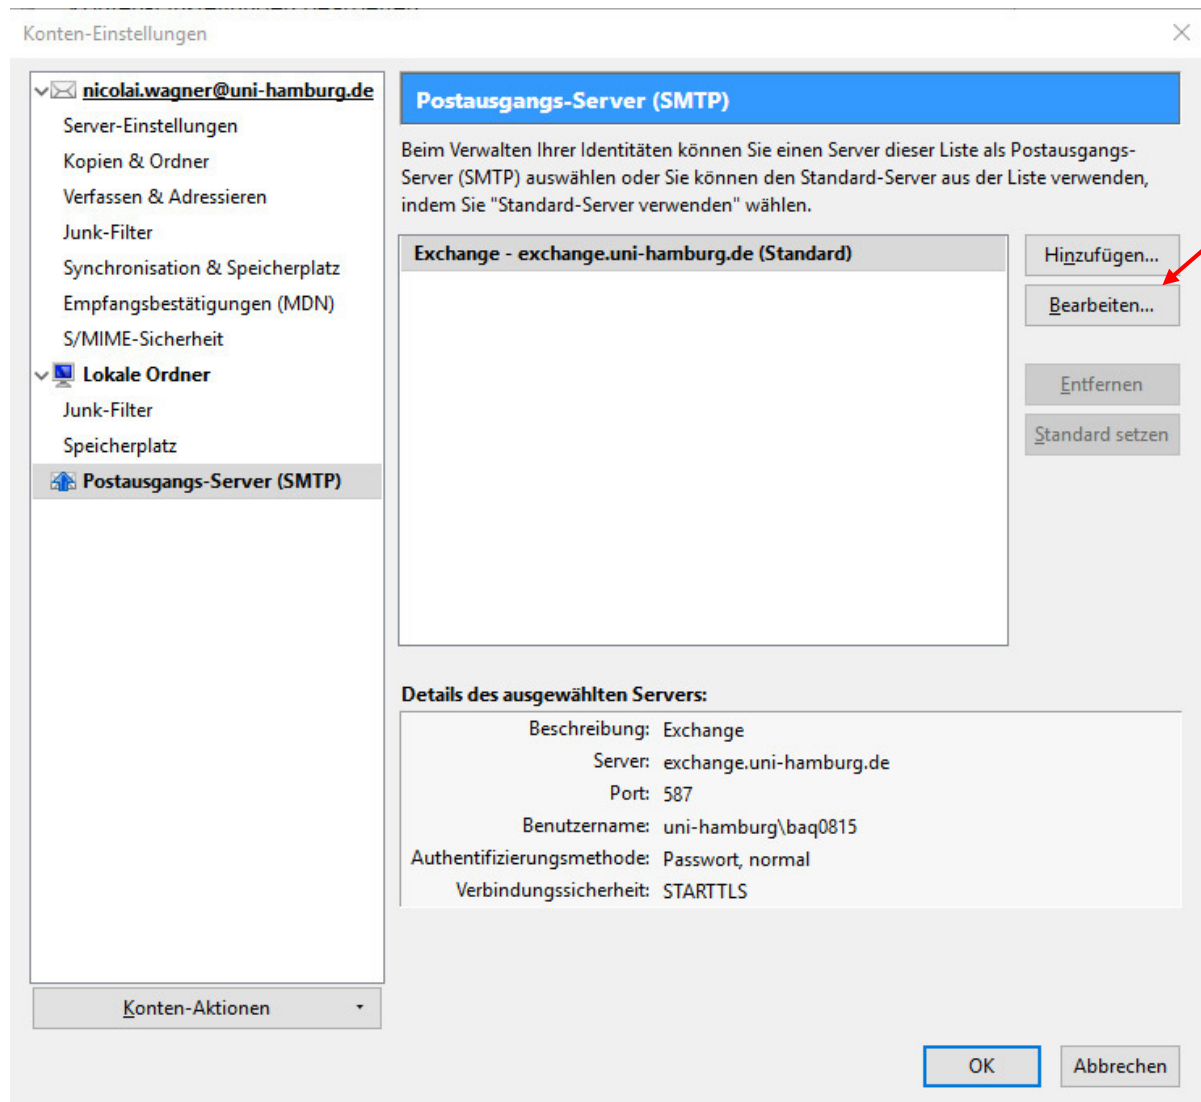 Konten-Einstellungen
nicolai.wagner@uni-hamburg.de
Server-Einstellungen
Kopien & Ordner
Verfassen & Adressieren
Junk-Filter
Synchronisation & Speicherplatz
Empfangsbestätigungen (MDN)
S/MIME-Sicherheit
Lokale Ordner
Junk-Filter
Speicherplatz
Postausgangs-Server (SMTP)
Konten-Aktionen
Postausgangs-Server (SMTP)
Beim Verwalten Ihrer Identitäten können Sie einen Server dieser Liste als Postausgangs-
Server (SMTP) auswählen oder Sie können den Standard-Server aus der Liste verwenden,
indem Sie "Standard-Server verwenden" wählen.
Exchange - exchange.uni-hamburg.de (Standard)
Hinzufügen...
Bearbeiten...
Entfernen
Standard setzen
Details des ausgewählten Servers:
Beschreibung: Exchange
Server: exchange.uni-hamburg.de
Port: 587
Benutzername: uni-hamburg\baq0815
Authentifizierungsmethode: Passwort, normal
Verbindungssicherheit: STARTTLS
OK
Abbrechen